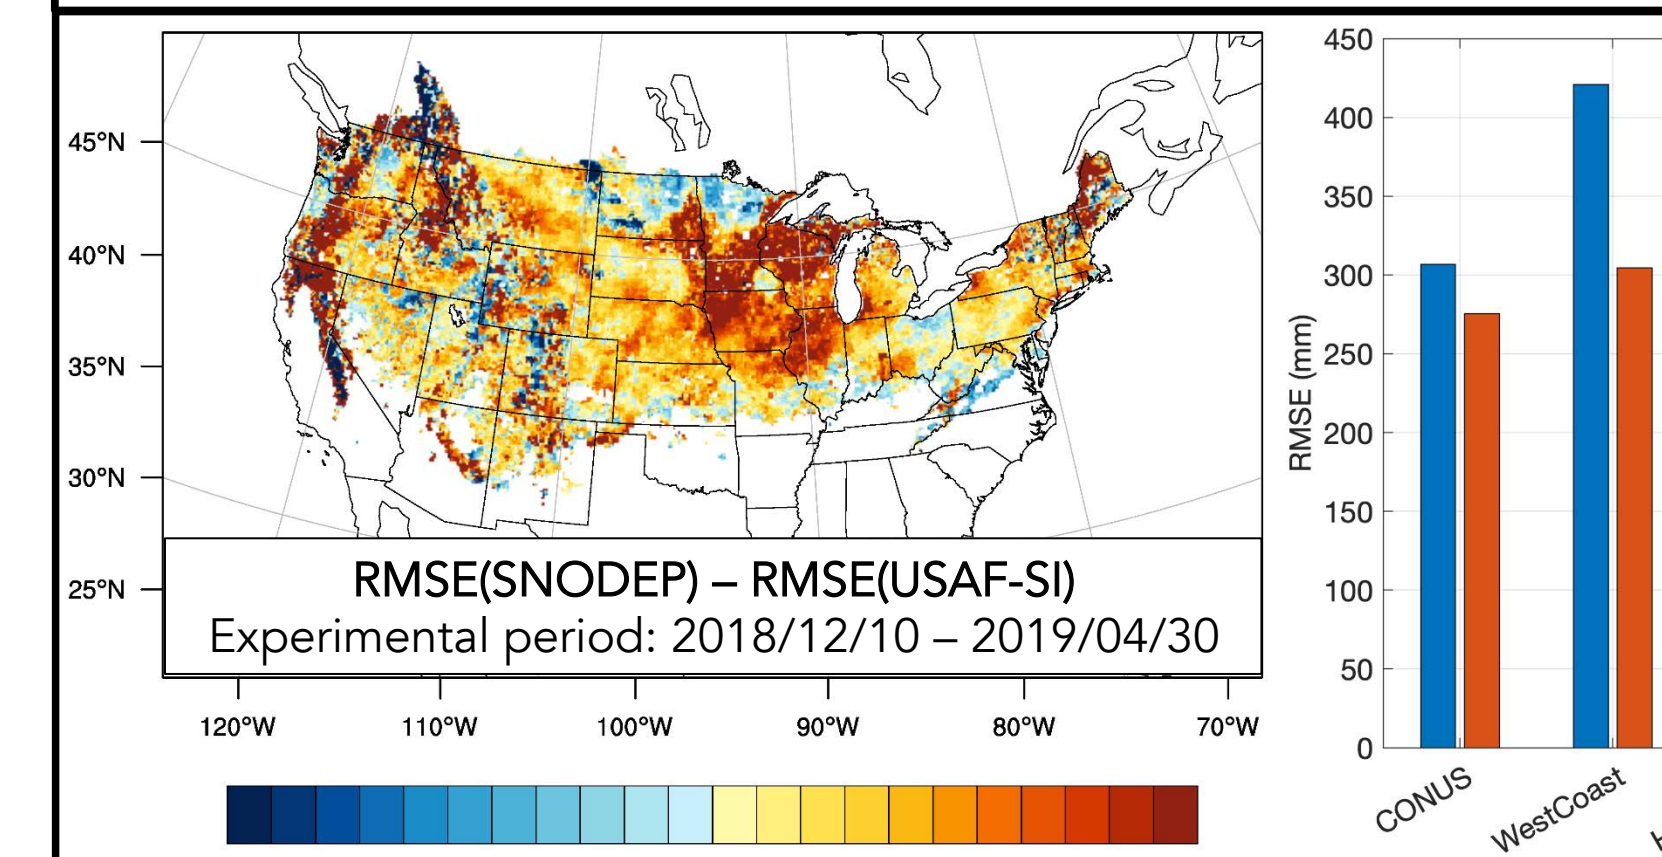 45°N
40°N
35°N
30°N
25°N
RMSE(SNODEP) – RMSE(USAF-SI)
Experimental period: 2018/12/10 – 2019/04/30
120°W 110°W 100°W 90°W 80°W 70°W
450
400
350
300
250
200
150
100
50
0
RMSE (mm)
CONUS
WestCoast